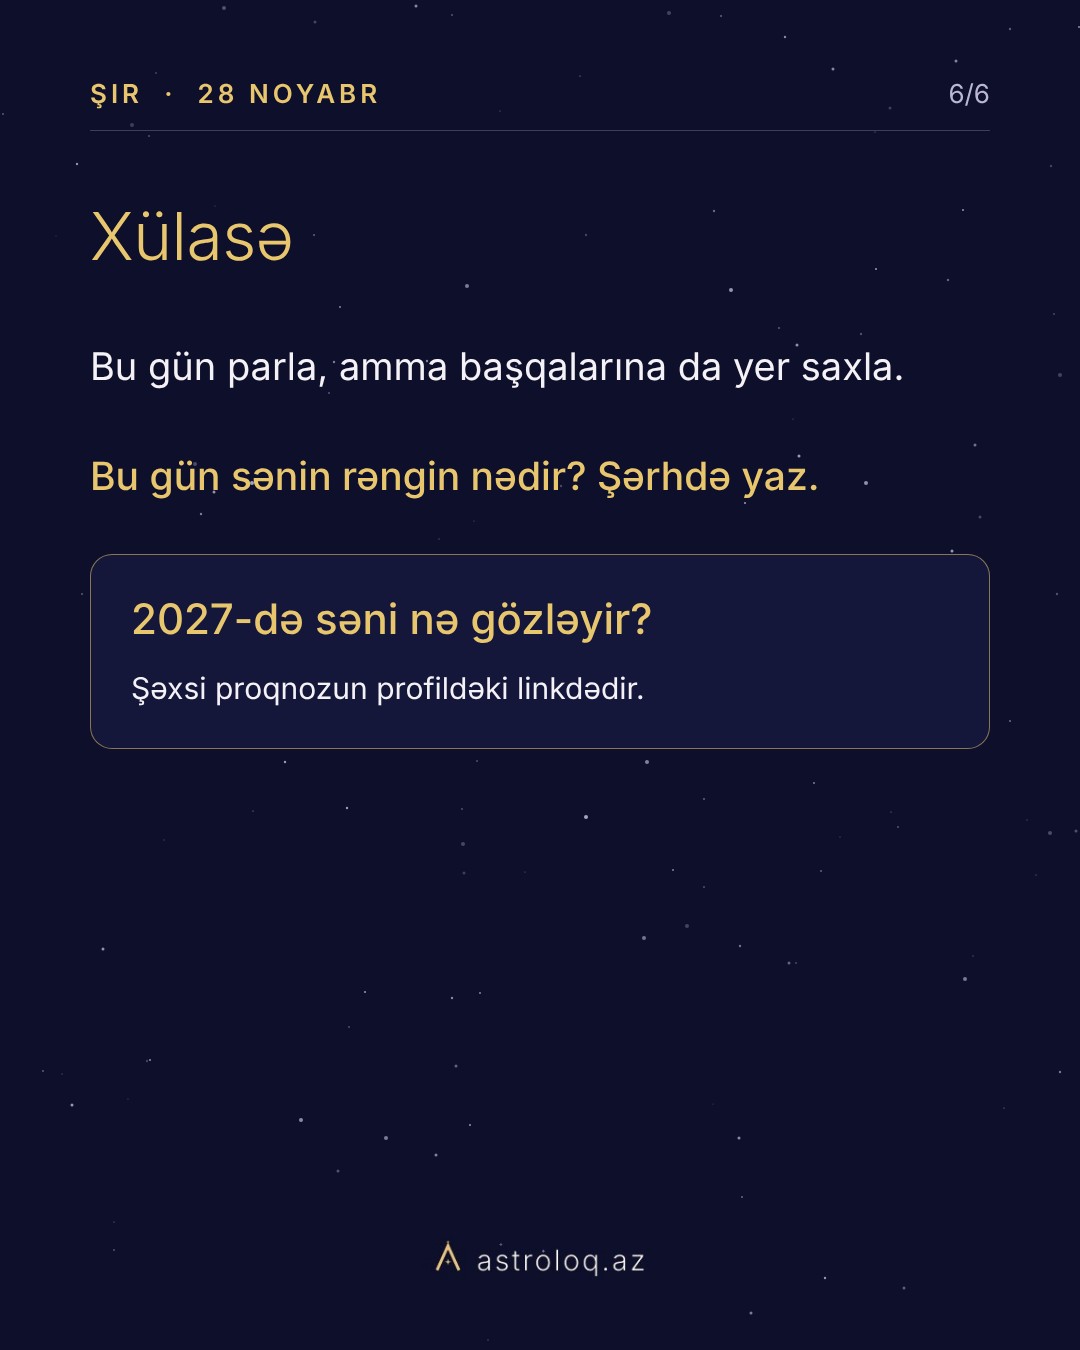 ŞIR · 28 NOYABR
6/6
Xülasə
Bu gün parla, amma başqalarına da yer saxla.
Bu gün sənin rəngin nədir? Şərhdə yaz.
2027-də səni nə gözləyir?
Şəxsi proqnozun profildəki linkdədir.
astroloq.az